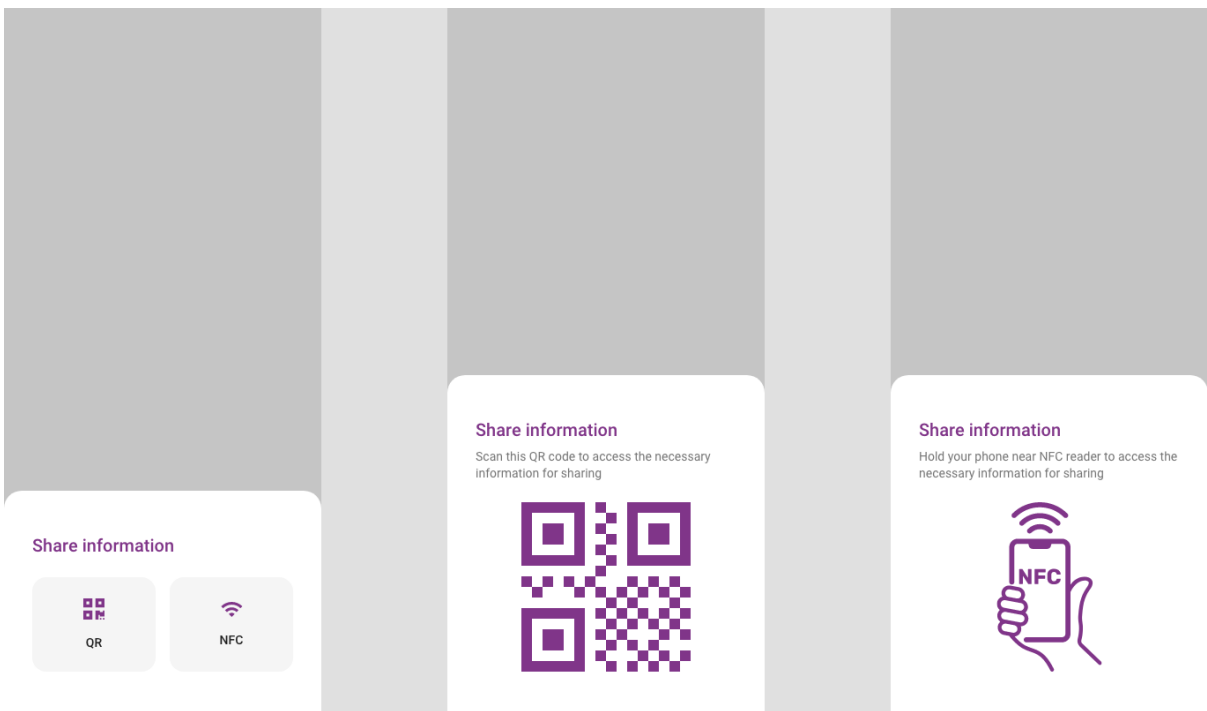 Share information
QR
NFC
Share information
Scan this QR code to access the necessary
information for sharing
Share information
Hold your phone near NFC reader to access the
necessary information for sharing
NFC